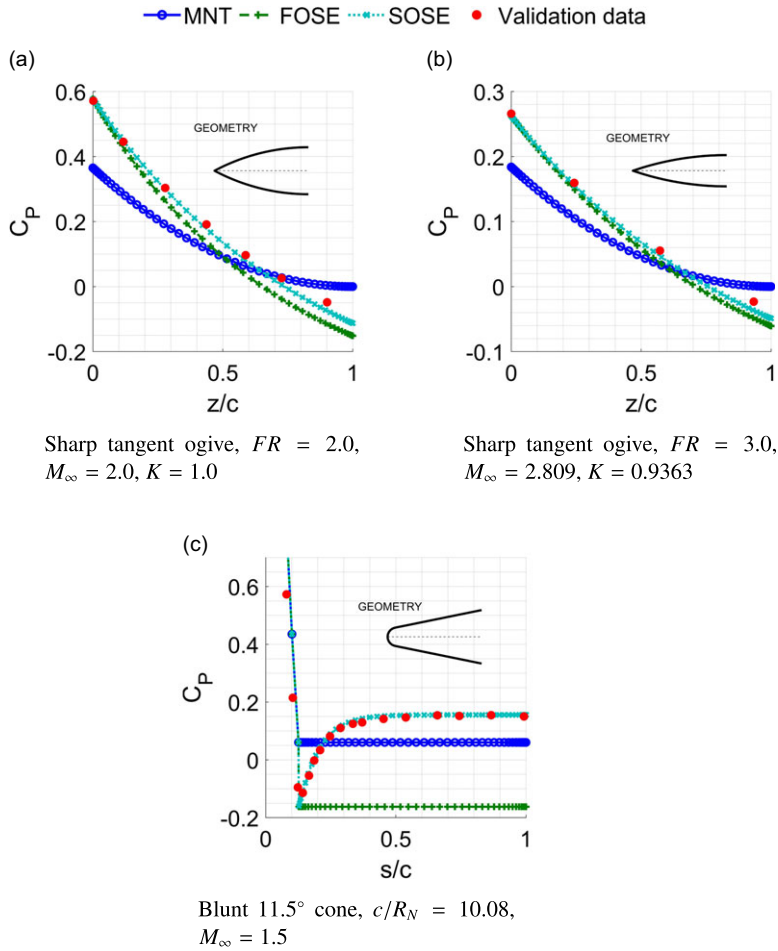 MNT FOSE SOSE Validation data
(a)
0.6
0.4
0.2
0
-0.2
C_P
GEOMETRY
0 0.5 1
z/c
Sharp tangent ogive, FR = 2.0,
M∞ = 2.0, K = 1.0
(b)
0.3
0.2
0.1
0
-0.1
C_P
GEOMETRY
0 0.5 1
z/c
Sharp tangent ogive, FR = 3.0,
M∞ = 2.809, K = 0.9363
(c)
0.6
0.4
0.2
0
-0.2
C_P
GEOMETRY
0 0.5 1
s/c
Blunt 11.5° cone, c/R_N = 10.08,
M∞ = 1.5